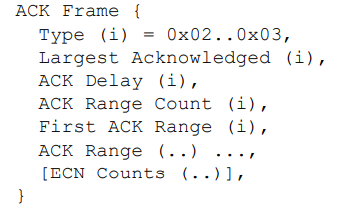 ACK Frame {
  Type (i) = 0x02..0x03,
  Largest Acknowledged (i),
  ACK Delay (i),
  ACK Range Count (i),
  First ACK Range (i),
  ACK Range (..) ...,
  [ECN Counts (..)],
}